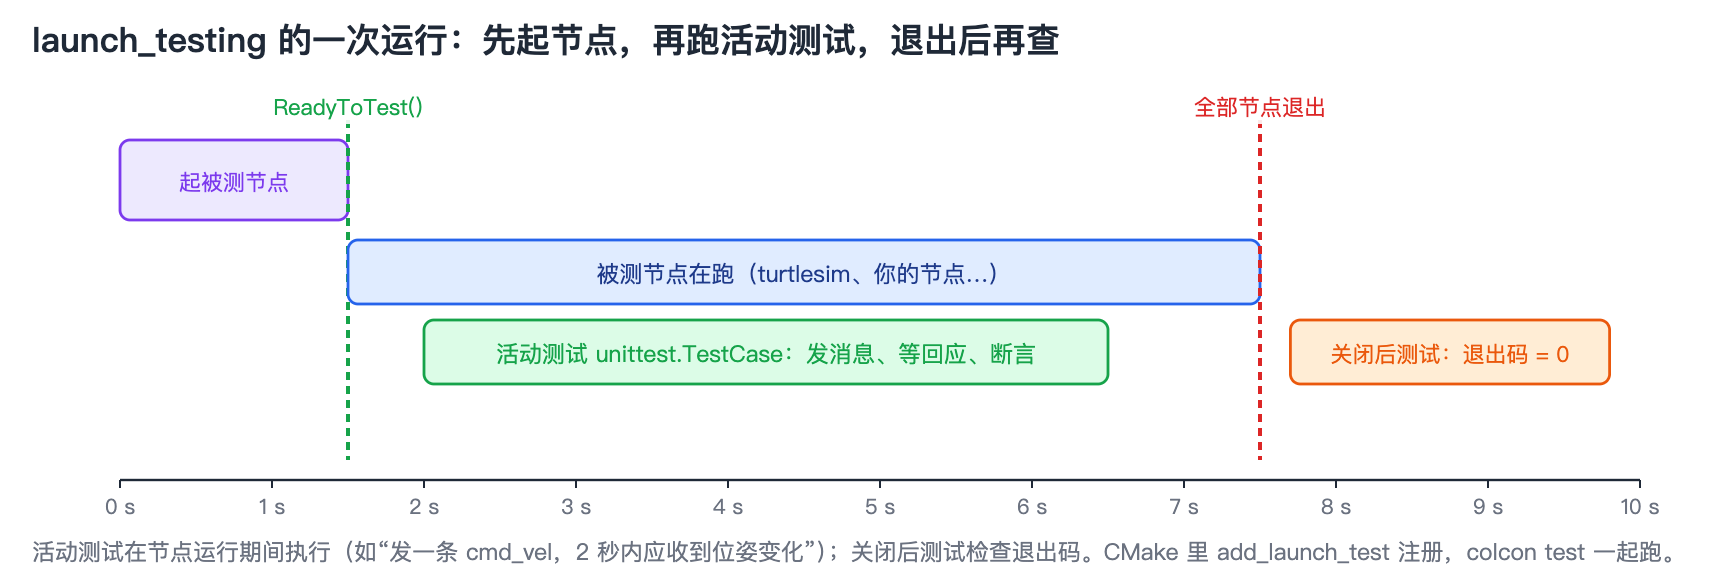 launch_testing 的一次运行：先起节点，再跑活动测试，退出后再查
ReadyToTest()
全部节点退出
起被测节点
被测节点在跑（turtlesim、你的节点…）
活动测试 unittest.TestCase：发消息、等回应、断言
关闭后测试：退出码 = 0
0 s 1 s 2 s 3 s 4 s 5 s 6 s 7 s 8 s 9 s 10 s
活动测试在节点运行期间执行（如“发一条 cmd_vel，2 秒内应收到位姿变化”）；关闭后测试检查退出码。CMake 里 add_launch_test 注册，colcon test 一起跑。